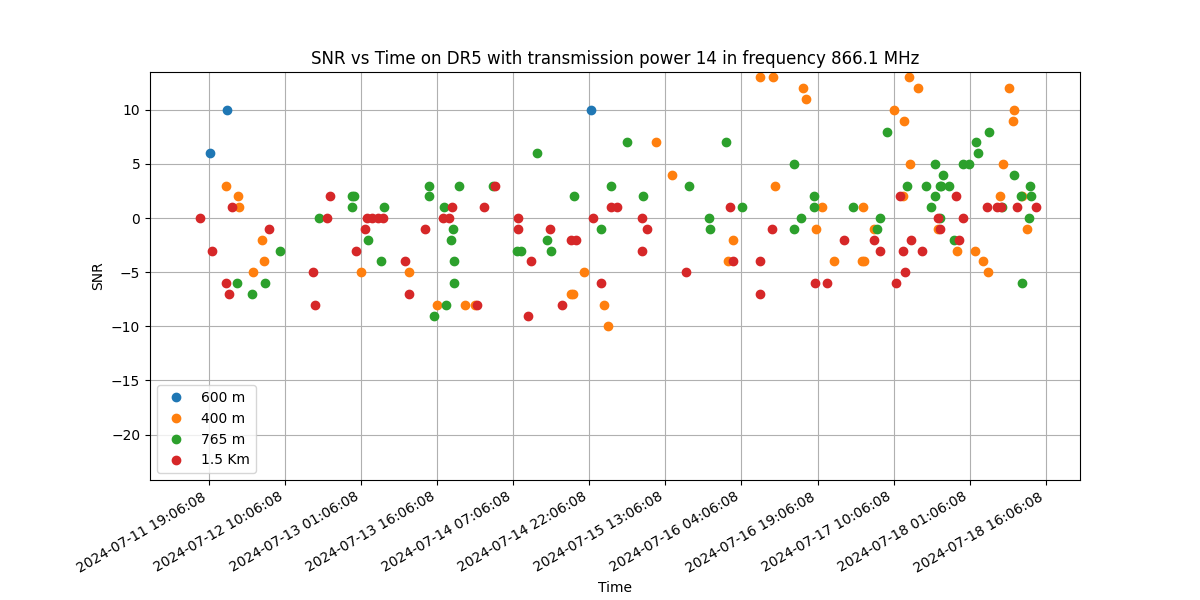 SNR vs Time on DR5 with transmission power 14 in frequency 866.1 MHz
SNR
10
5
0
−5
−10
−15
−20
600 m
400 m
765 m
1.5 Km
2024-07-11 19:06:08
2024-07-12 10:06:08
2024-07-13 01:06:08
2024-07-13 16:06:08
2024-07-14 07:06:08
2024-07-14 22:06:08
2024-07-15 13:06:08
2024-07-16 04:06:08
2024-07-16 19:06:08
2024-07-17 10:06:08
2024-07-18 01:06:08
2024-07-18 16:06:08
Time